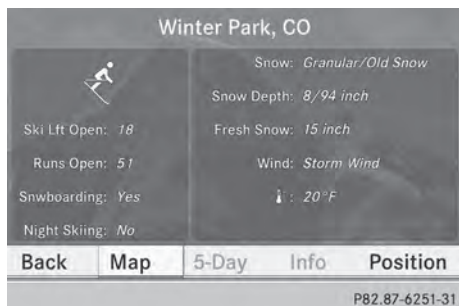 Winter Park, CO
Ski Lft Open: 18
Runs Open: 51
Snwboarding: Yes
Night Skiing: No
Snow: Granular/Old Snow
Snow Depth: 8/94 inch
Fresh Snow: 15 inch
Wind: Storm Wind
: 20°F
Back Map 5-Day Info Position
P82.87-6251-31